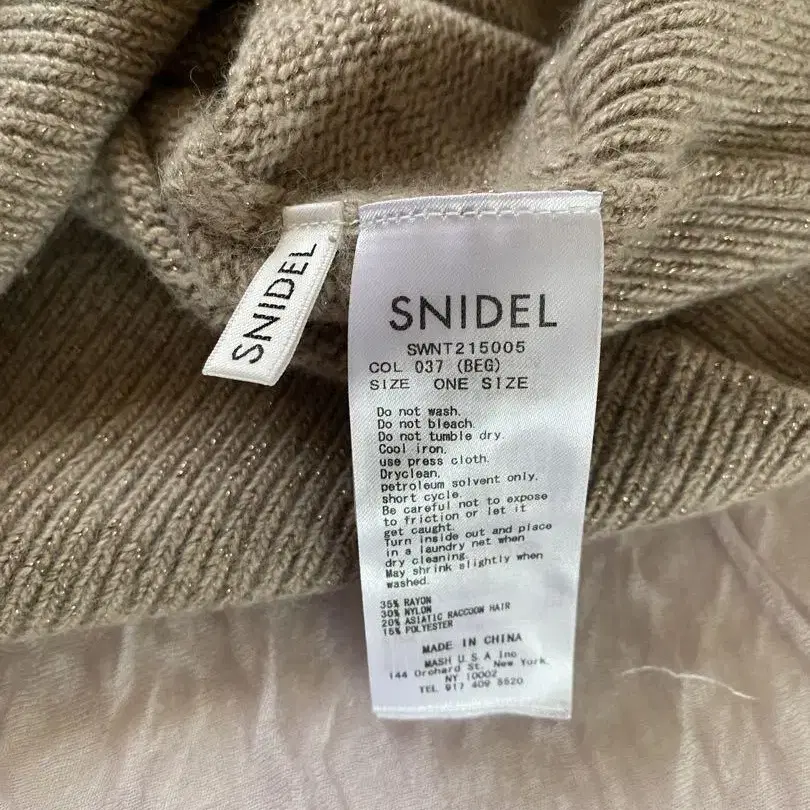 SNIDEL
SNIDEL
SWNT215005
COL 037 (BEG)
SIZE ONE SIZE
Do not wash.
Do not bleach.
Do not tumble dry.
Cool iron.
use press cloth.
Dryclean.
petroleum solvent only.
short cycle.
Be careful not to expose
to friction or let it
get caught.
Turn inside out and place
in a laundry net when
dry cleaning.
May shrink slightly when
washed.
35% RAYON
30% NYLON
20% ASIATIC RACCOON HAIR
15% POLYESTER
MADE IN CHINA
MASH U.S.A Inc
144 Orchard St. New York.
NY 10002
TEL 917 409 5520